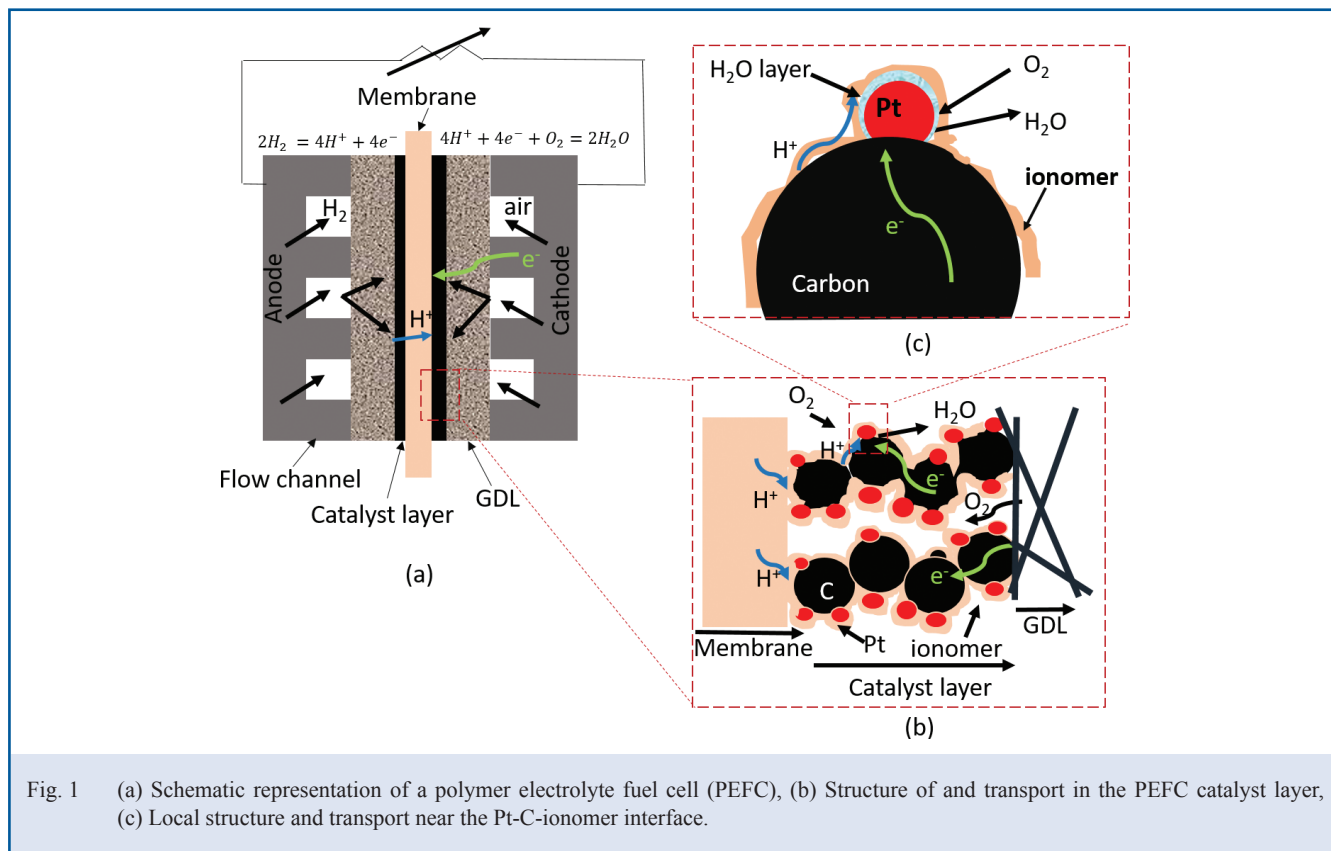 Membrane
2H₂ = 4H⁺ + 4e⁻
4H⁺ + 4e⁻ + O₂ = 2H₂O
H₂
air
Anode
Cathode
e⁻
H⁺
Flow channel
Catalyst layer
GDL
(a)
H₂O layer
O₂
Pt
H₂O
H⁺
ionomer
e⁻
Carbon
(c)
O₂
H₂O
H⁺
H⁺
e⁻
O₂
H⁺
e⁻
C
GDL
Membrane
Pt
ionomer
Catalyst layer
(b)
Fig. 1 (a) Schematic representation of a polymer electrolyte fuel cell (PEFC), (b) Structure of and transport in the PEFC catalyst layer,
(c) Local structure and transport near the Pt-C-ionomer interface.